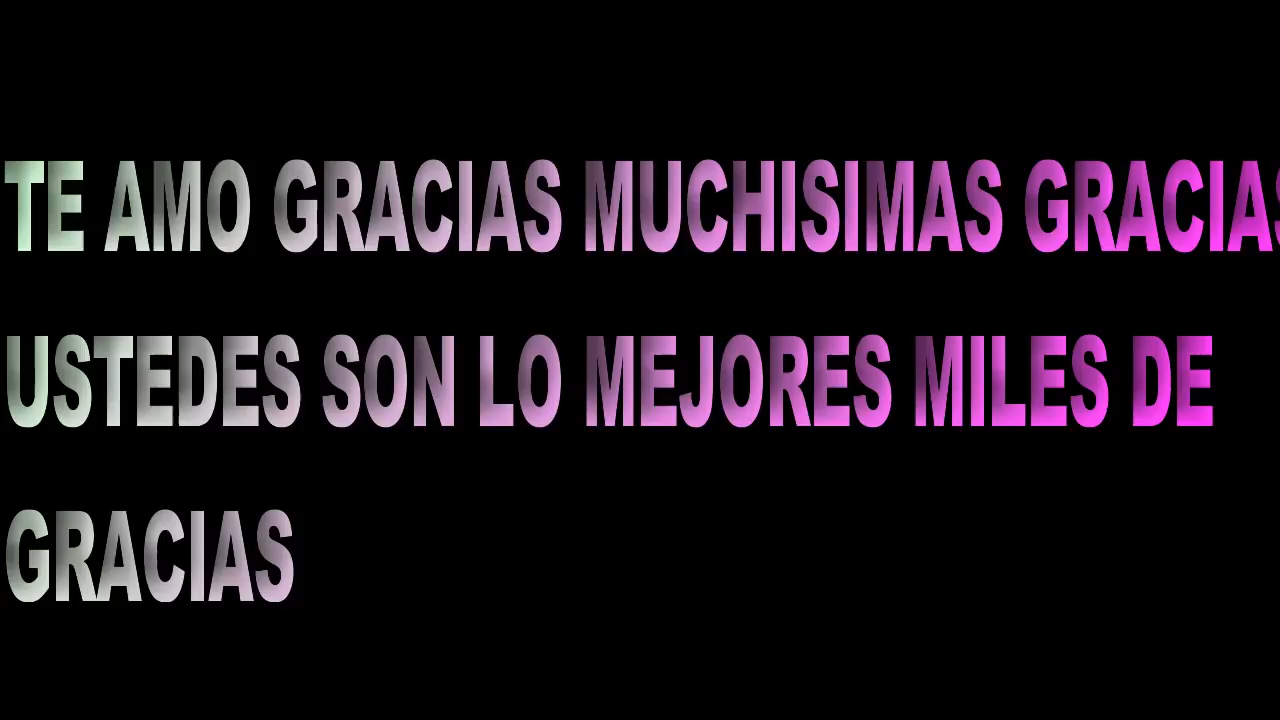 TE AMO GRACIAS MUCHISIMAS GRACIAS
USTEDES SON LO MEJORES MILES DE
GRACIAS